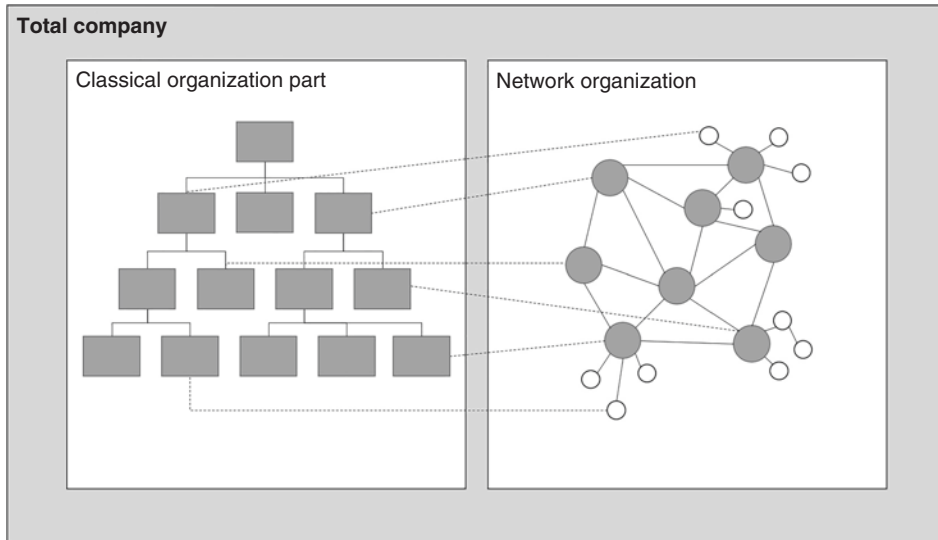 Total company
Classical organization part
Network organization